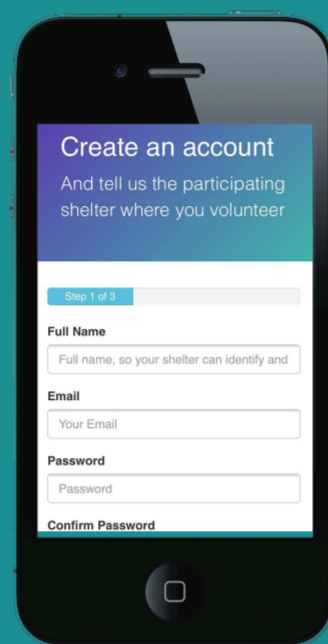 Create an account
And tell us the participating
shelter where you volunteer
Step 1 of 3
Full Name
Full name, so your shelter can identify and
Email
Your Email
Password
Password
Confirm Password